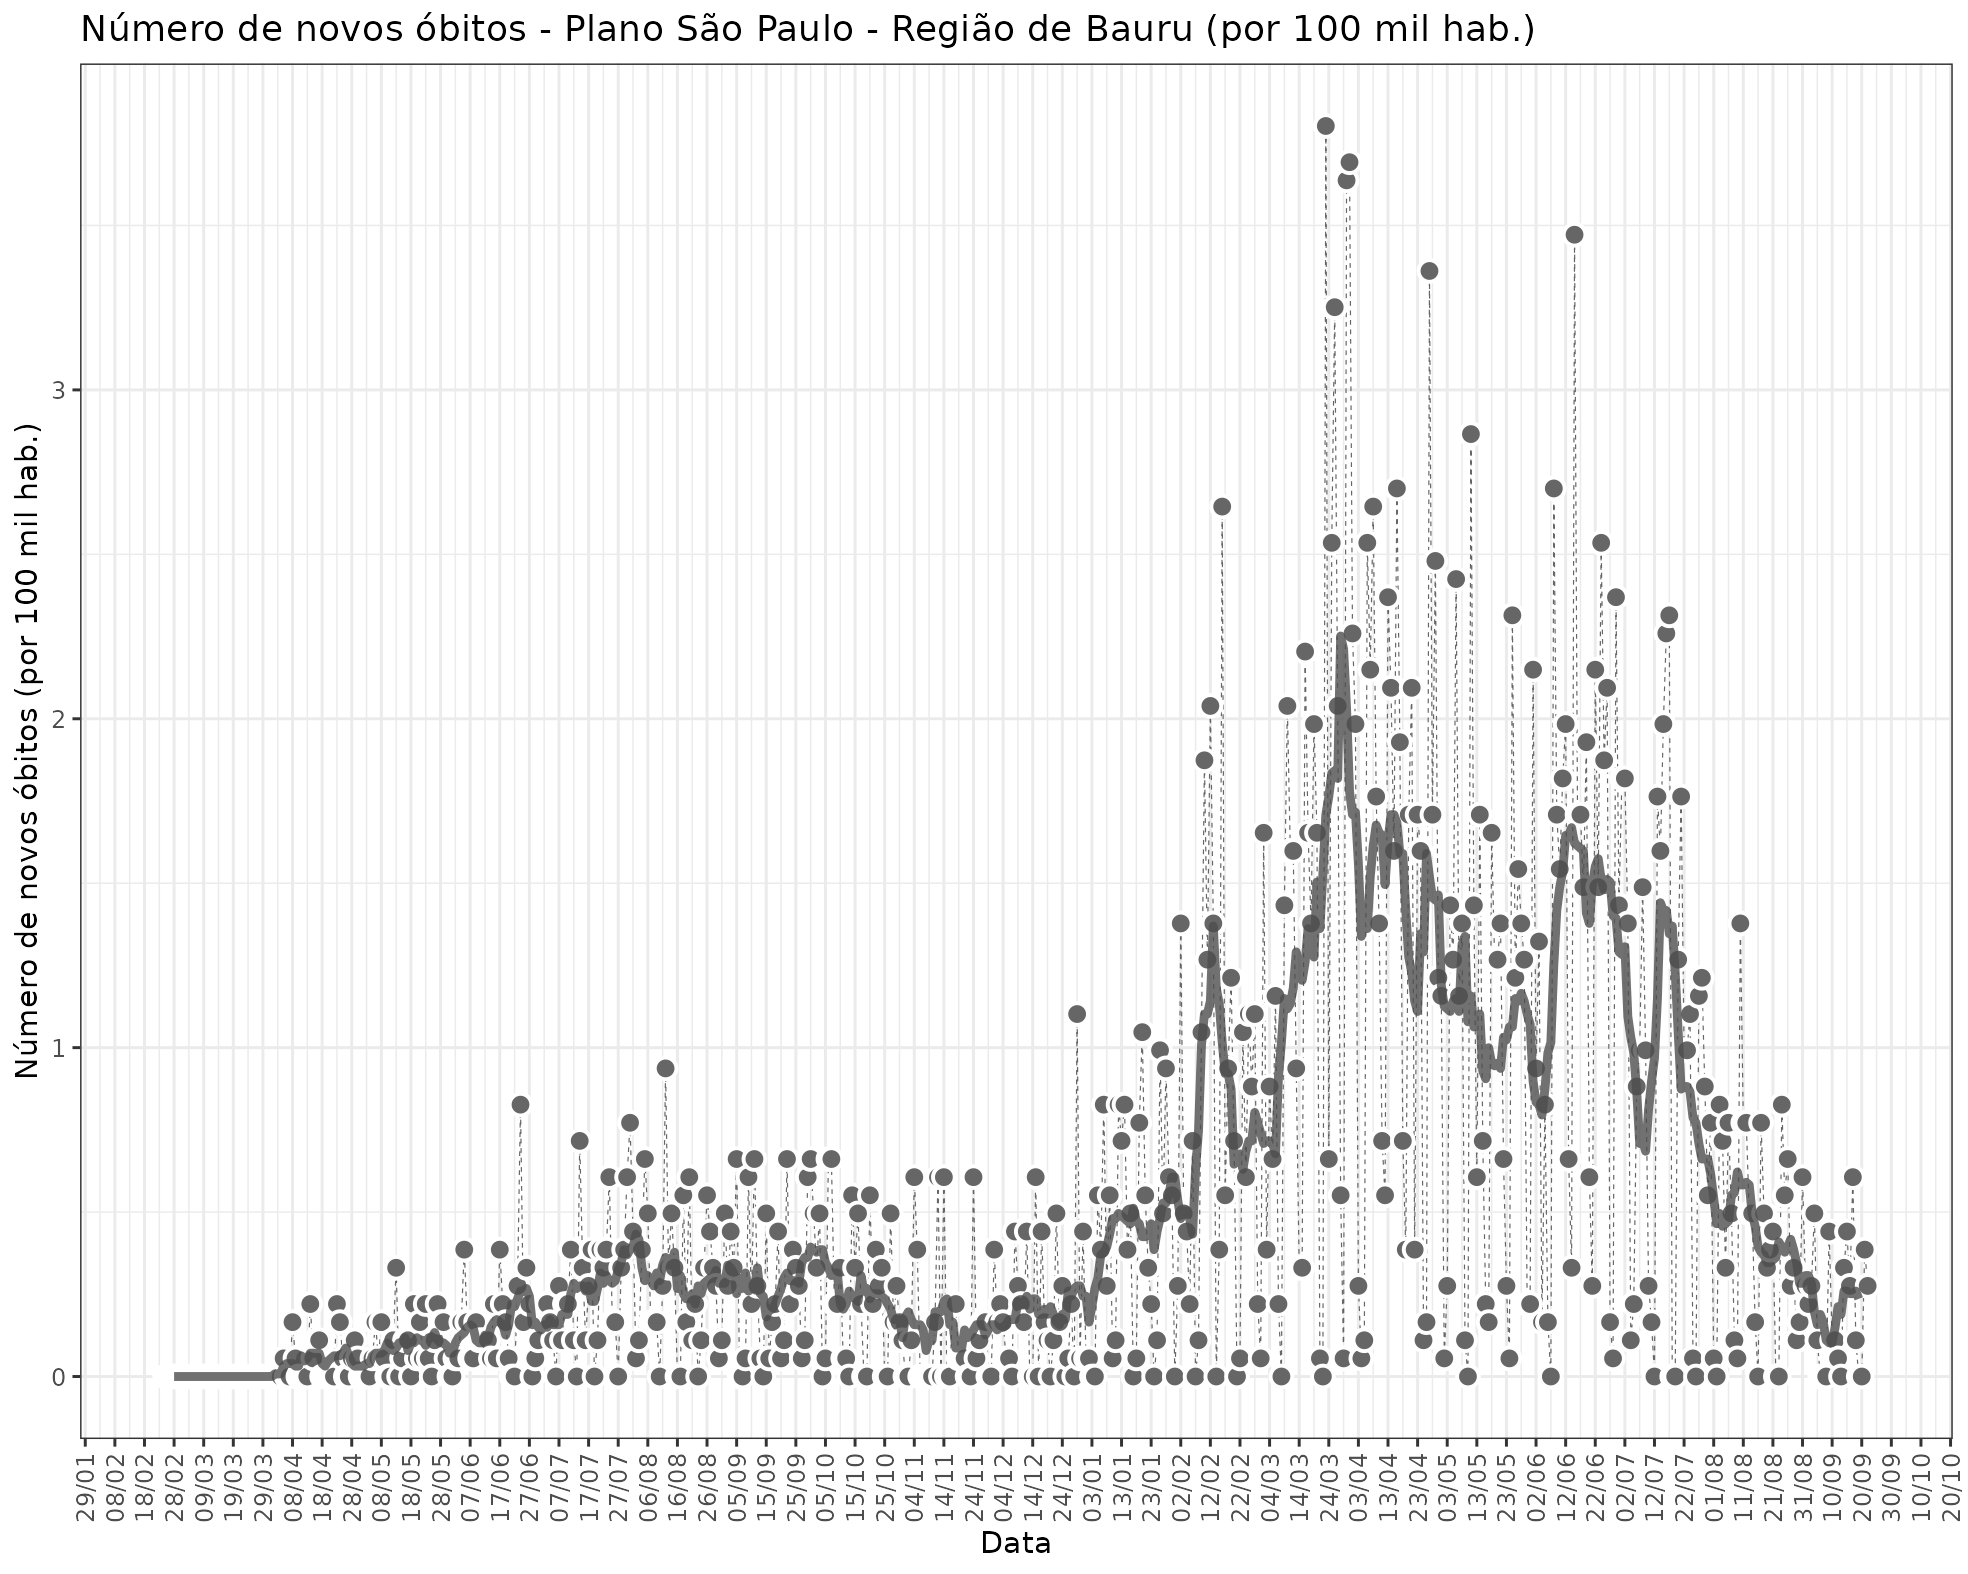 Número de novos óbitos - Plano São Paulo - Região de Bauru (por 100 mil hab.)
Número de novos óbitos (por 100 mil hab.)
3
2
1
0
29/01 08/02 18/02 28/02 09/03 19/03 29/03 08/04 18/04 28/04 08/05 18/05 28/05 07/06 17/06 27/06 07/07 17/07 27/07 06/08 16/08 26/08 05/09 15/09 25/09 05/10 15/10 25/10 04/11 14/11 24/11 04/12 14/12 24/12 03/01 13/01 23/01 02/02 12/02 22/02 04/03 14/03 24/03 03/04 13/04 23/04 03/05 13/05 23/05 02/06 12/06 22/06 02/07 12/07 22/07 01/08 11/08 21/08 31/08 10/09 20/09 30/09 10/10 20/10
Data